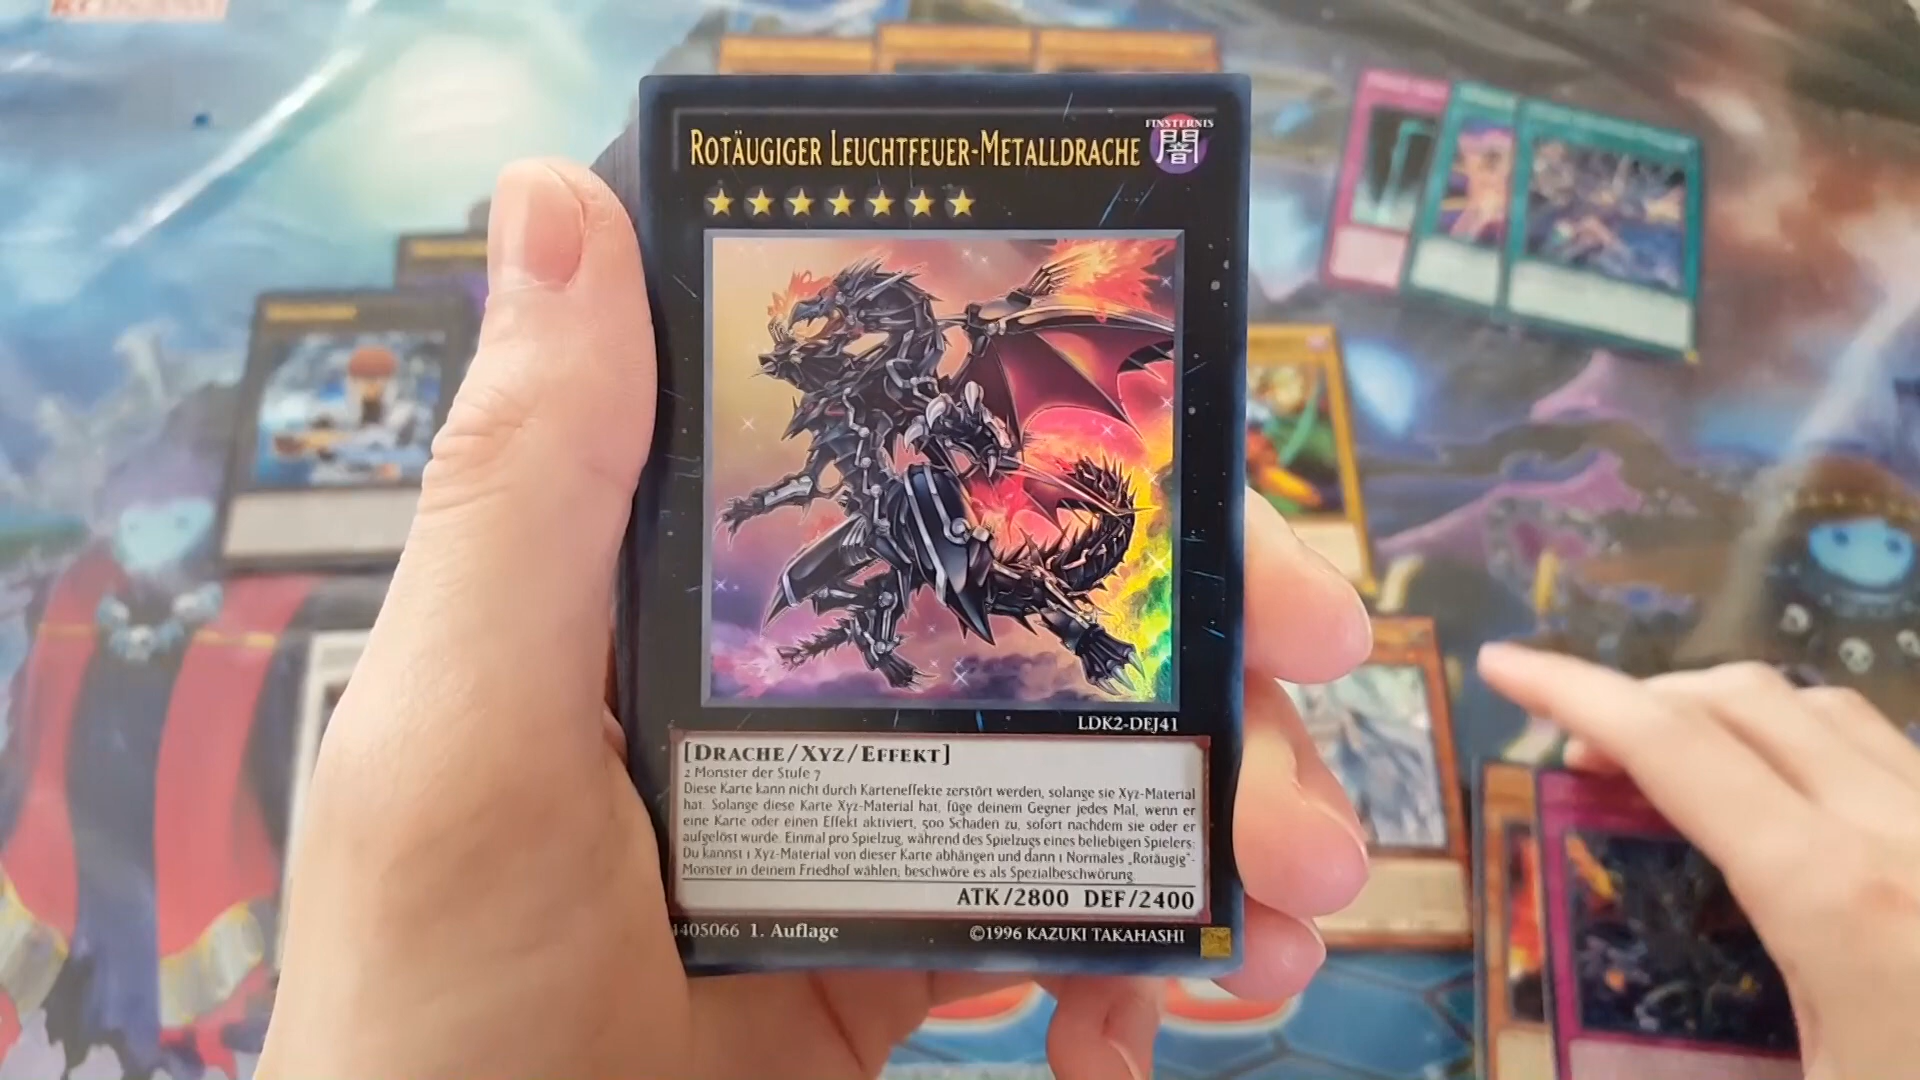 KONAMI
ROTÄUGIGER LEUCHTFEUER-METALLDRACHE
FINSTERNIS
闇
LDK2-DEJ41
[DRACHE/XYZ/EFFEKT]
2 Monster der Stufe 7
Diese Karte kann nicht durch Karteneffekte zerstört werden, solange sie Xyz-Material
hat. Solange diese Karte Xyz-Material hat, füge deinem Gegner jedes Mal, wenn er
eine Karte oder einen Effekt aktiviert, 500 Schaden zu, sofort nachdem sie oder er
aufgelöst wurde. Einmal pro Spielzug, während des Spielzugs eines beliebigen Spielers:
Du kannst 1 Xyz-Material von dieser Karte abhängen und dann 1 Normales „Rotäugig"-
Monster in deinem Friedhof wählen; beschwöre es als Spezialbeschwörung.
ATK/2800 DEF/2400
4405066 1. Auflage
©1996 KAZUKI TAKAHASHI